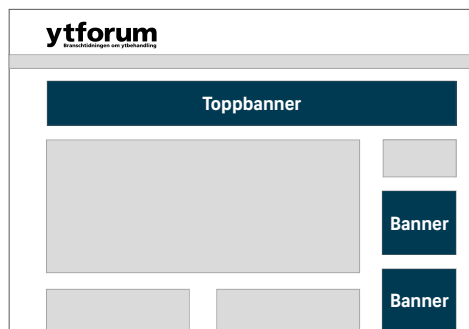 ytforum
Branschtidningen om ytbehandling
Toppbanner
Banner
Banner